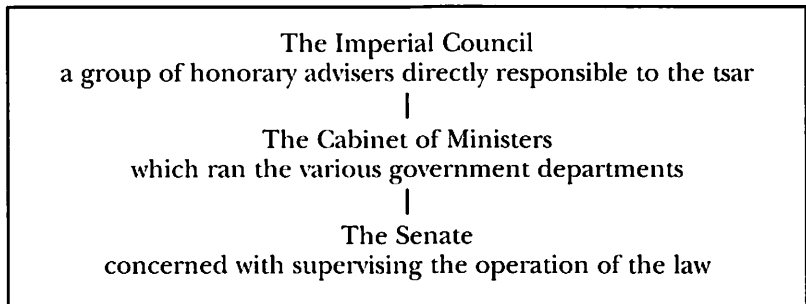 The Imperial Council
a group of honorary advisers directly responsible to the tsar
The Cabinet of Ministers
which ran the various government departments
The Senate
concerned with supervising the operation of the law